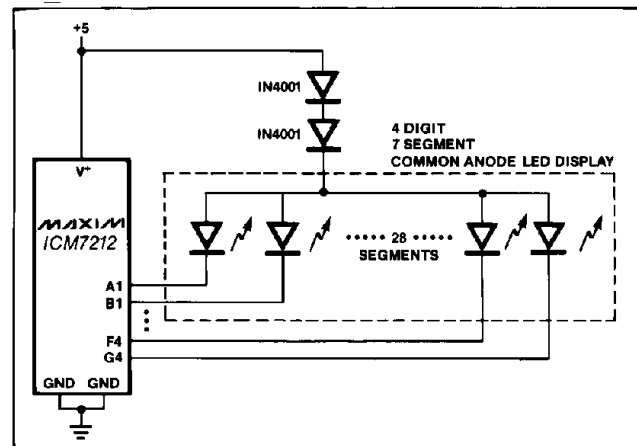 +5
IN4001
IN4001
4 DIGIT
7 SEGMENT
COMMON ANODE LED DISPLAY
V+
MAXIM
ICM7212
28
SEGMENTS
A1
B1
F4
G4
GND GND